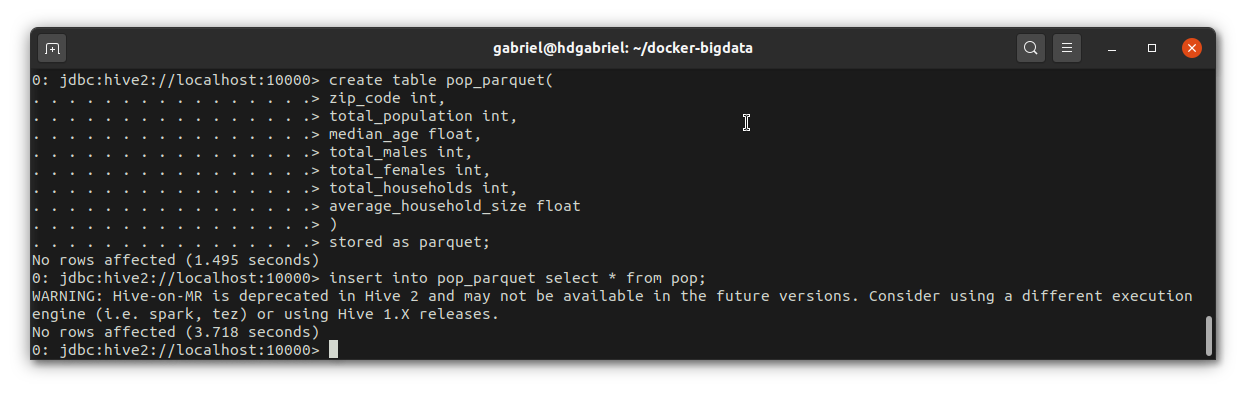 gabriel@hdgabriel: ~/docker-bigdata
0: jdbc:hive2://localhost:10000> create table pop_parquet(
. . . . . . . . . . . . . . . .> zip_code int,
. . . . . . . . . . . . . . . .> total_population int,
. . . . . . . . . . . . . . . .> median_age float,
. . . . . . . . . . . . . . . .> total_males int,
. . . . . . . . . . . . . . . .> total_females int,
. . . . . . . . . . . . . . . .> total_households int,
. . . . . . . . . . . . . . . .> average_household_size float
. . . . . . . . . . . . . . . .> )
. . . . . . . . . . . . . . . .> stored as parquet;
No rows affected (1.495 seconds)
0: jdbc:hive2://localhost:10000> insert into pop_parquet select * from pop;
WARNING: Hive-on-MR is deprecated in Hive 2 and may not be available in the future versions. Consider using a different execution
engine (i.e. spark, tez) or using Hive 1.X releases.
No rows affected (3.718 seconds)
0: jdbc:hive2://localhost:10000>